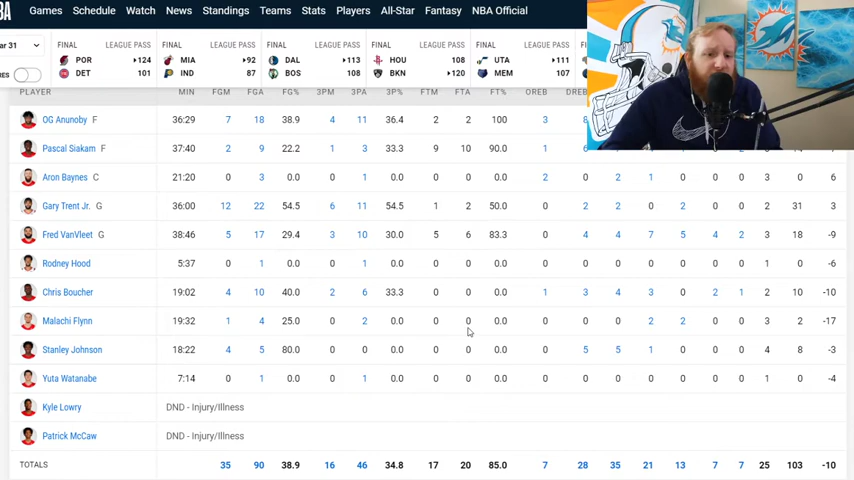 BA Games Schedule Watch NEWS Standings Teams Stats Players All-Star Fantasy NBA Official
ar 31 FINAL LEAGUE PASS FINAL LEAGUE PASS FINAL LEAGUE PASS FINAL LEAGUE PASS FINAL LEAGUE PASS FINAL
POR 124 MIA 92 DAL 113 HOU 108 UTA 111
RES DET 101 IND 87 BOS 108 BKN 120 MEM 107
PLAYER MIN FGM FGA FG% 3PM 3PA 3P% FTM FTA FT% OREB DREB
OG Anunoby F 36:29 7 18 38.9 4 11 36.4 2 2 100 3 8
Pascal Siakam F 37:40 2 9 22.2 1 3 33.3 9 10 90.0 1 6
Aron Baynes C 21:20 0 3 0.0 0 1 0.0 0 0 0.0 2 0 2 1 0 0 0 3 0 6
Gary Trent Jr. G 36:00 12 22 54.5 6 11 54.5 1 2 50.0 0 2 2 0 2 0 0 2 31 3
Fred VanVleet G 38:46 5 17 29.4 3 10 30.0 5 6 83.3 0 4 4 7 5 4 2 3 18 -9
Rodney Hood 5:37 0 1 0.0 0 1 0.0 0 0 0.0 0 0 0 0 0 0 0 1 0 -6
Chris Boucher 19:02 4 10 40.0 2 6 33.3 0 0 0.0 1 3 4 3 0 2 1 2 10 -10
Malachi Flynn 19:32 1 4 25.0 0 2 0.0 0 0 0.0 0 0 0 2 2 0 0 3 2 -17
Stanley Johnson 18:22 4 5 80.0 0 0 0.0 0 0 0.0 0 5 5 1 0 0 0 4 8 -3
Yuta Watanabe 7:14 0 1 0.0 0 1 0.0 0 0 0.0 0 0 0 0 0 0 0 1 0 -4
Kyle Lowry DND - Injury/Illness
Patrick McCaw DND - Injury/Illness
TOTALS 35 90 38.9 16 46 34.8 17 20 85.0 7 28 35 21 13 7 7 25 103 -10